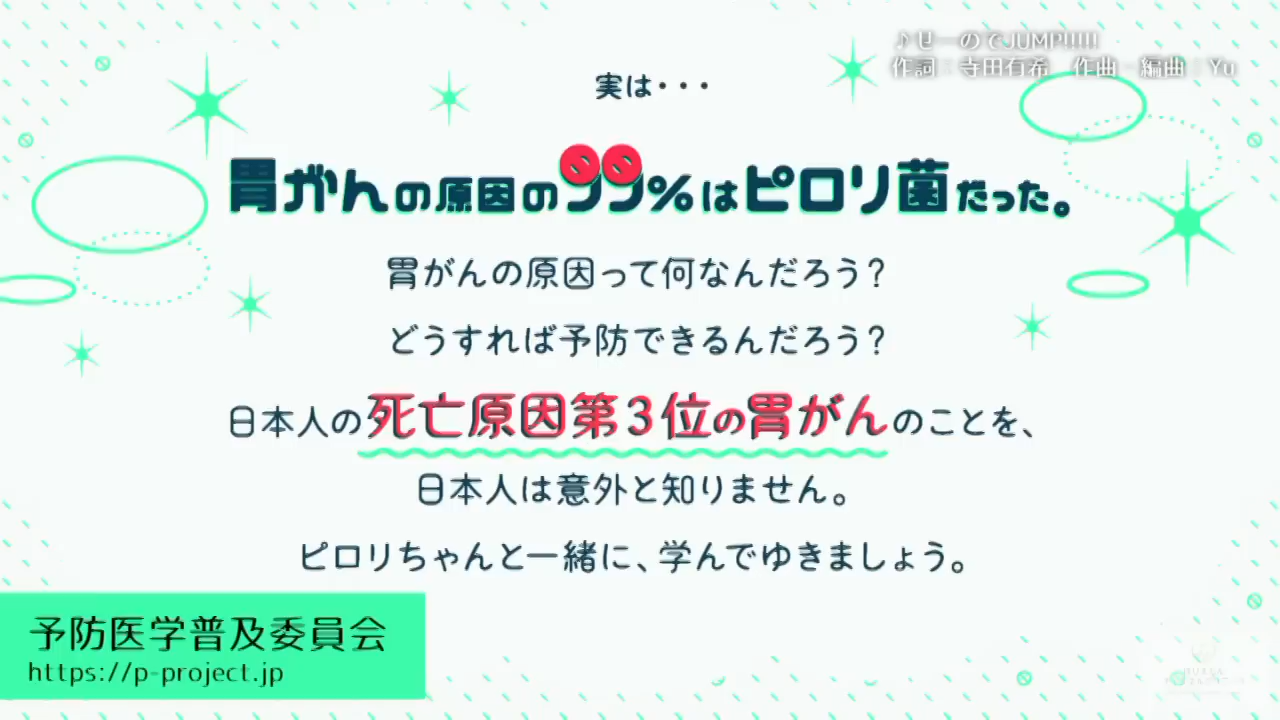 ♪せーのでJUMP!!!!!
作詞：寺田有希　作曲・編曲：Yu
実は・・・
胃がんの原因の99%はピロリ菌だった。
胃がんの原因って何なんだろう？
どうすれば予防できるんだろう？
日本人の死亡原因第３位の胃がんのことを、
日本人は意外と知りません。
ピロリちゃんと一緒に、学んでゆきましょう。
予防医学普及委員会
https://p-project.jp